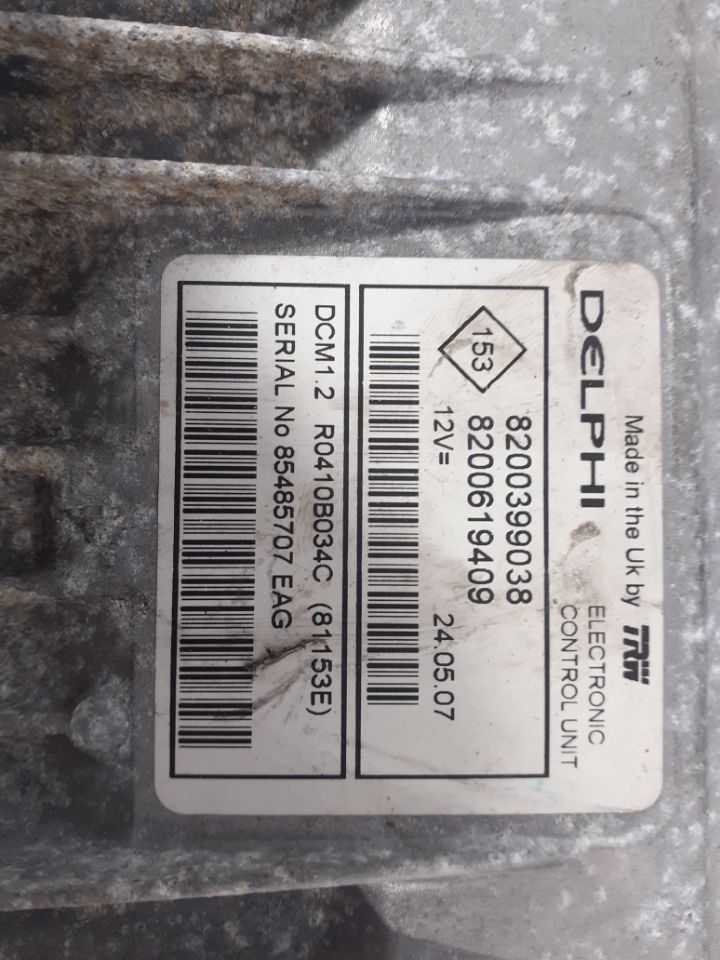 Made in the Uk by TRW
DELPHI
ELECTRONIC
CONTROL UNIT
8200399038
153
8200619409
12V=
24.05.07
DCM1.2 R0410B034C (81153E)
SERIAL No 85485707 EAG